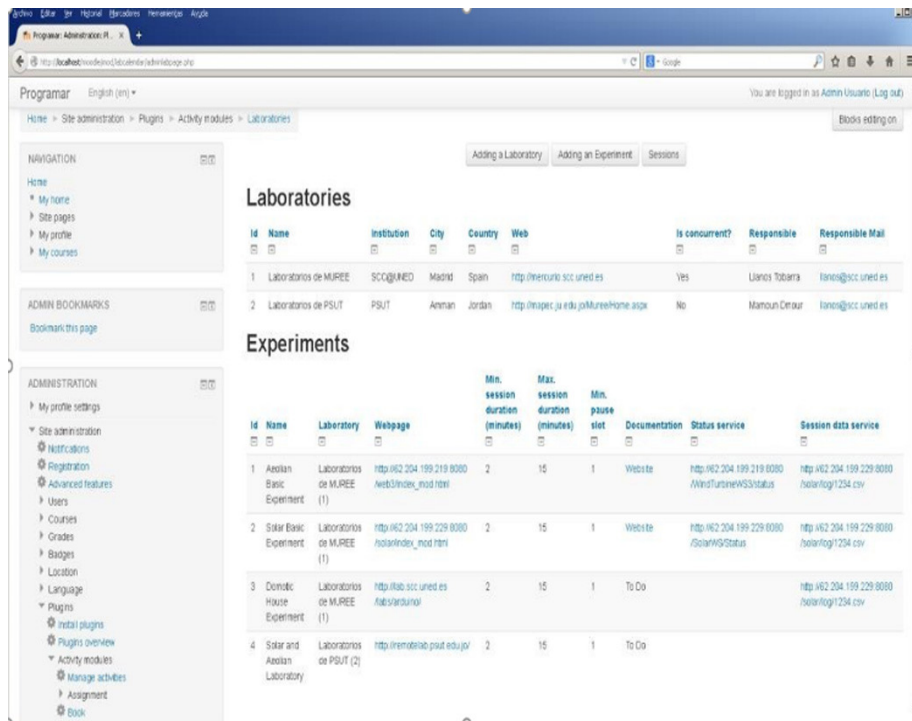 Archivo Editar Ver Historial Marcadores Herramientas Ayuda
Programar: Administration: Pl...
localhost/moodle/mod/labcalendar/adminlabpage.php
Google
Programar English (en)
You are logged in as Admin Usuario (Log out)
Home Site administration Plugins Activity modules Laboratories
Blocks editing on
NAVIGATION
Home
My home
Site pages
My profile
My courses
ADMIN BOOKMARKS
Bookmark this page
ADMINISTRATION
My profile settings
Site administration
Notifications
Registration
Advanced features
Users
Courses
Grades
Badges
Location
Language
Plugins
Install plugins
Plugins overview
Activity modules
Manage activities
Assignment
Book
Adding a Laboratory Adding an Experiment Sessions
Laboratories
Id Name Institution City Country Web Is concurrent? Responsible Responsible Mail
1 Laboratorios de MUREE SCC@UNED Madrid Spain http://mercurio.scc.uned.es Yes Llanos Tobarra llanos@scc.uned.es
2 Laboratorios de PSUT PSUT Amman Jordan http://mapec.ju.edu.jo/Muree/Home.aspx No Mamoun Dmour llanos@scc.uned.es
Experiments
Min.
session
duration
(minutes)
Max.
session
duration
(minutes)
Min.
pause
slot
Id Name Laboratory Webpage Documentation Status service Session data service
1 Aeolian Laboratorios http://62.204.199.219:8080 2 15 1 Website http://62.204.199.219:8080 http://62.204.199.229:8080
Basic de MUREE /web3/index_mod.html /WindTurbineWS3/status /solar/log/1234.csv
Experiment (1)
2 Solar Basic Laboratorios http://62.204.199.229:8080 2 15 1 Website http://62.204.199.229:8080 http://62.204.199.229:8080
Experiment de MUREE /solar/index_mod.html /SolarWS/Status /solar/log/1234.csv
(1)
3 Domotic Laboratorios http://lab.scc.uned.es 2 15 1 To Do http://62.204.199.229:8080
House de MUREE /labs/arduino/ /solar/log/1234.csv
Experiment (1)
4 Solar and Laboratorios http://remotelab.psut.edu.jo/ 2 15 1 To Do
Aeolian de PSUT (2)
Laboratory